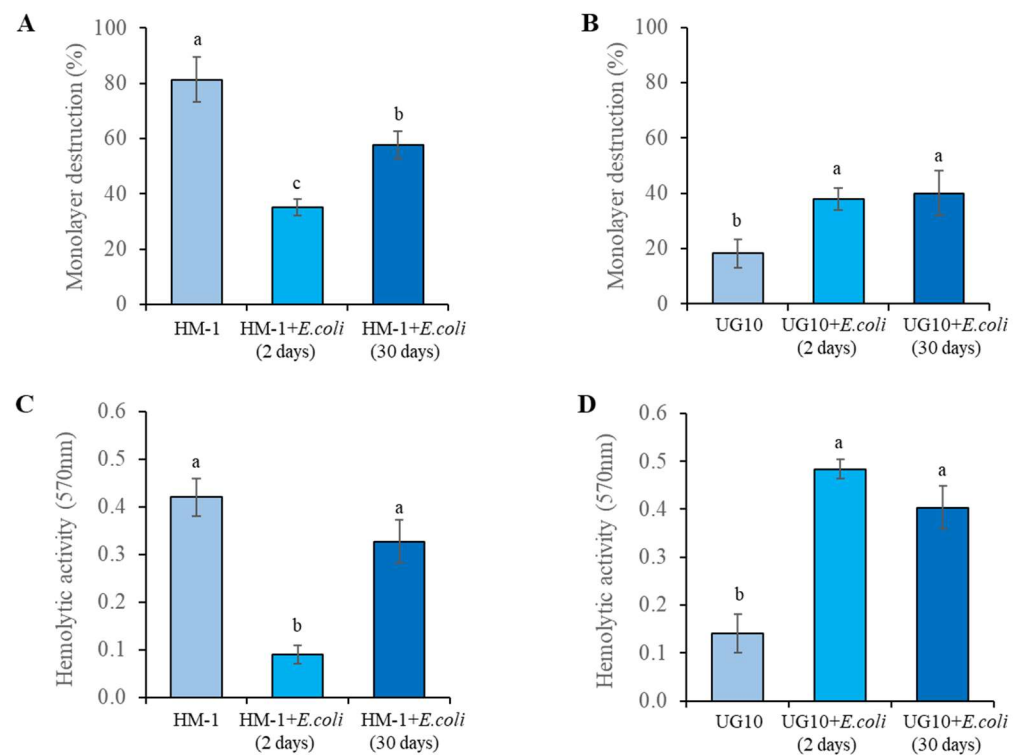 A
Monolayer destruction (%)
100
80
60
40
20
0
a
c
b
HM-1
HM-1+E.coli
(2 days)
HM-1+E.coli
(30 days)
B
Monolayer destruction (%)
100
80
60
40
20
0
b
a
a
UG10
UG10+E.coli
(2 days)
UG10+E.coli
(30 days)
C
Hemolytic activity (570nm)
0.6
0.5
0.4
0.3
0.2
0.1
0.0
a
b
a
HM-1
HM-1+E.coli
(2 days)
HM-1+E.coli
(30 days)
D
Hemolytic activity (570nm)
0.6
0.5
0.4
0.3
0.2
0.1
0.0
b
a
a
UG10
UG10+E.coli
(2 days)
UG10+E.coli
(30 days)